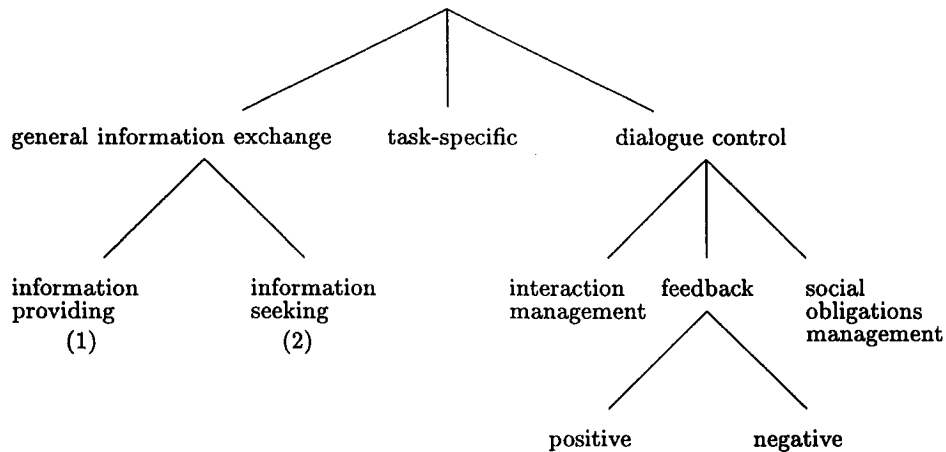 general information exchange
task-specific
dialogue control
information
providing
(1)
information
seeking
(2)
interaction
management
feedback
social
obligations
management
positive
negative